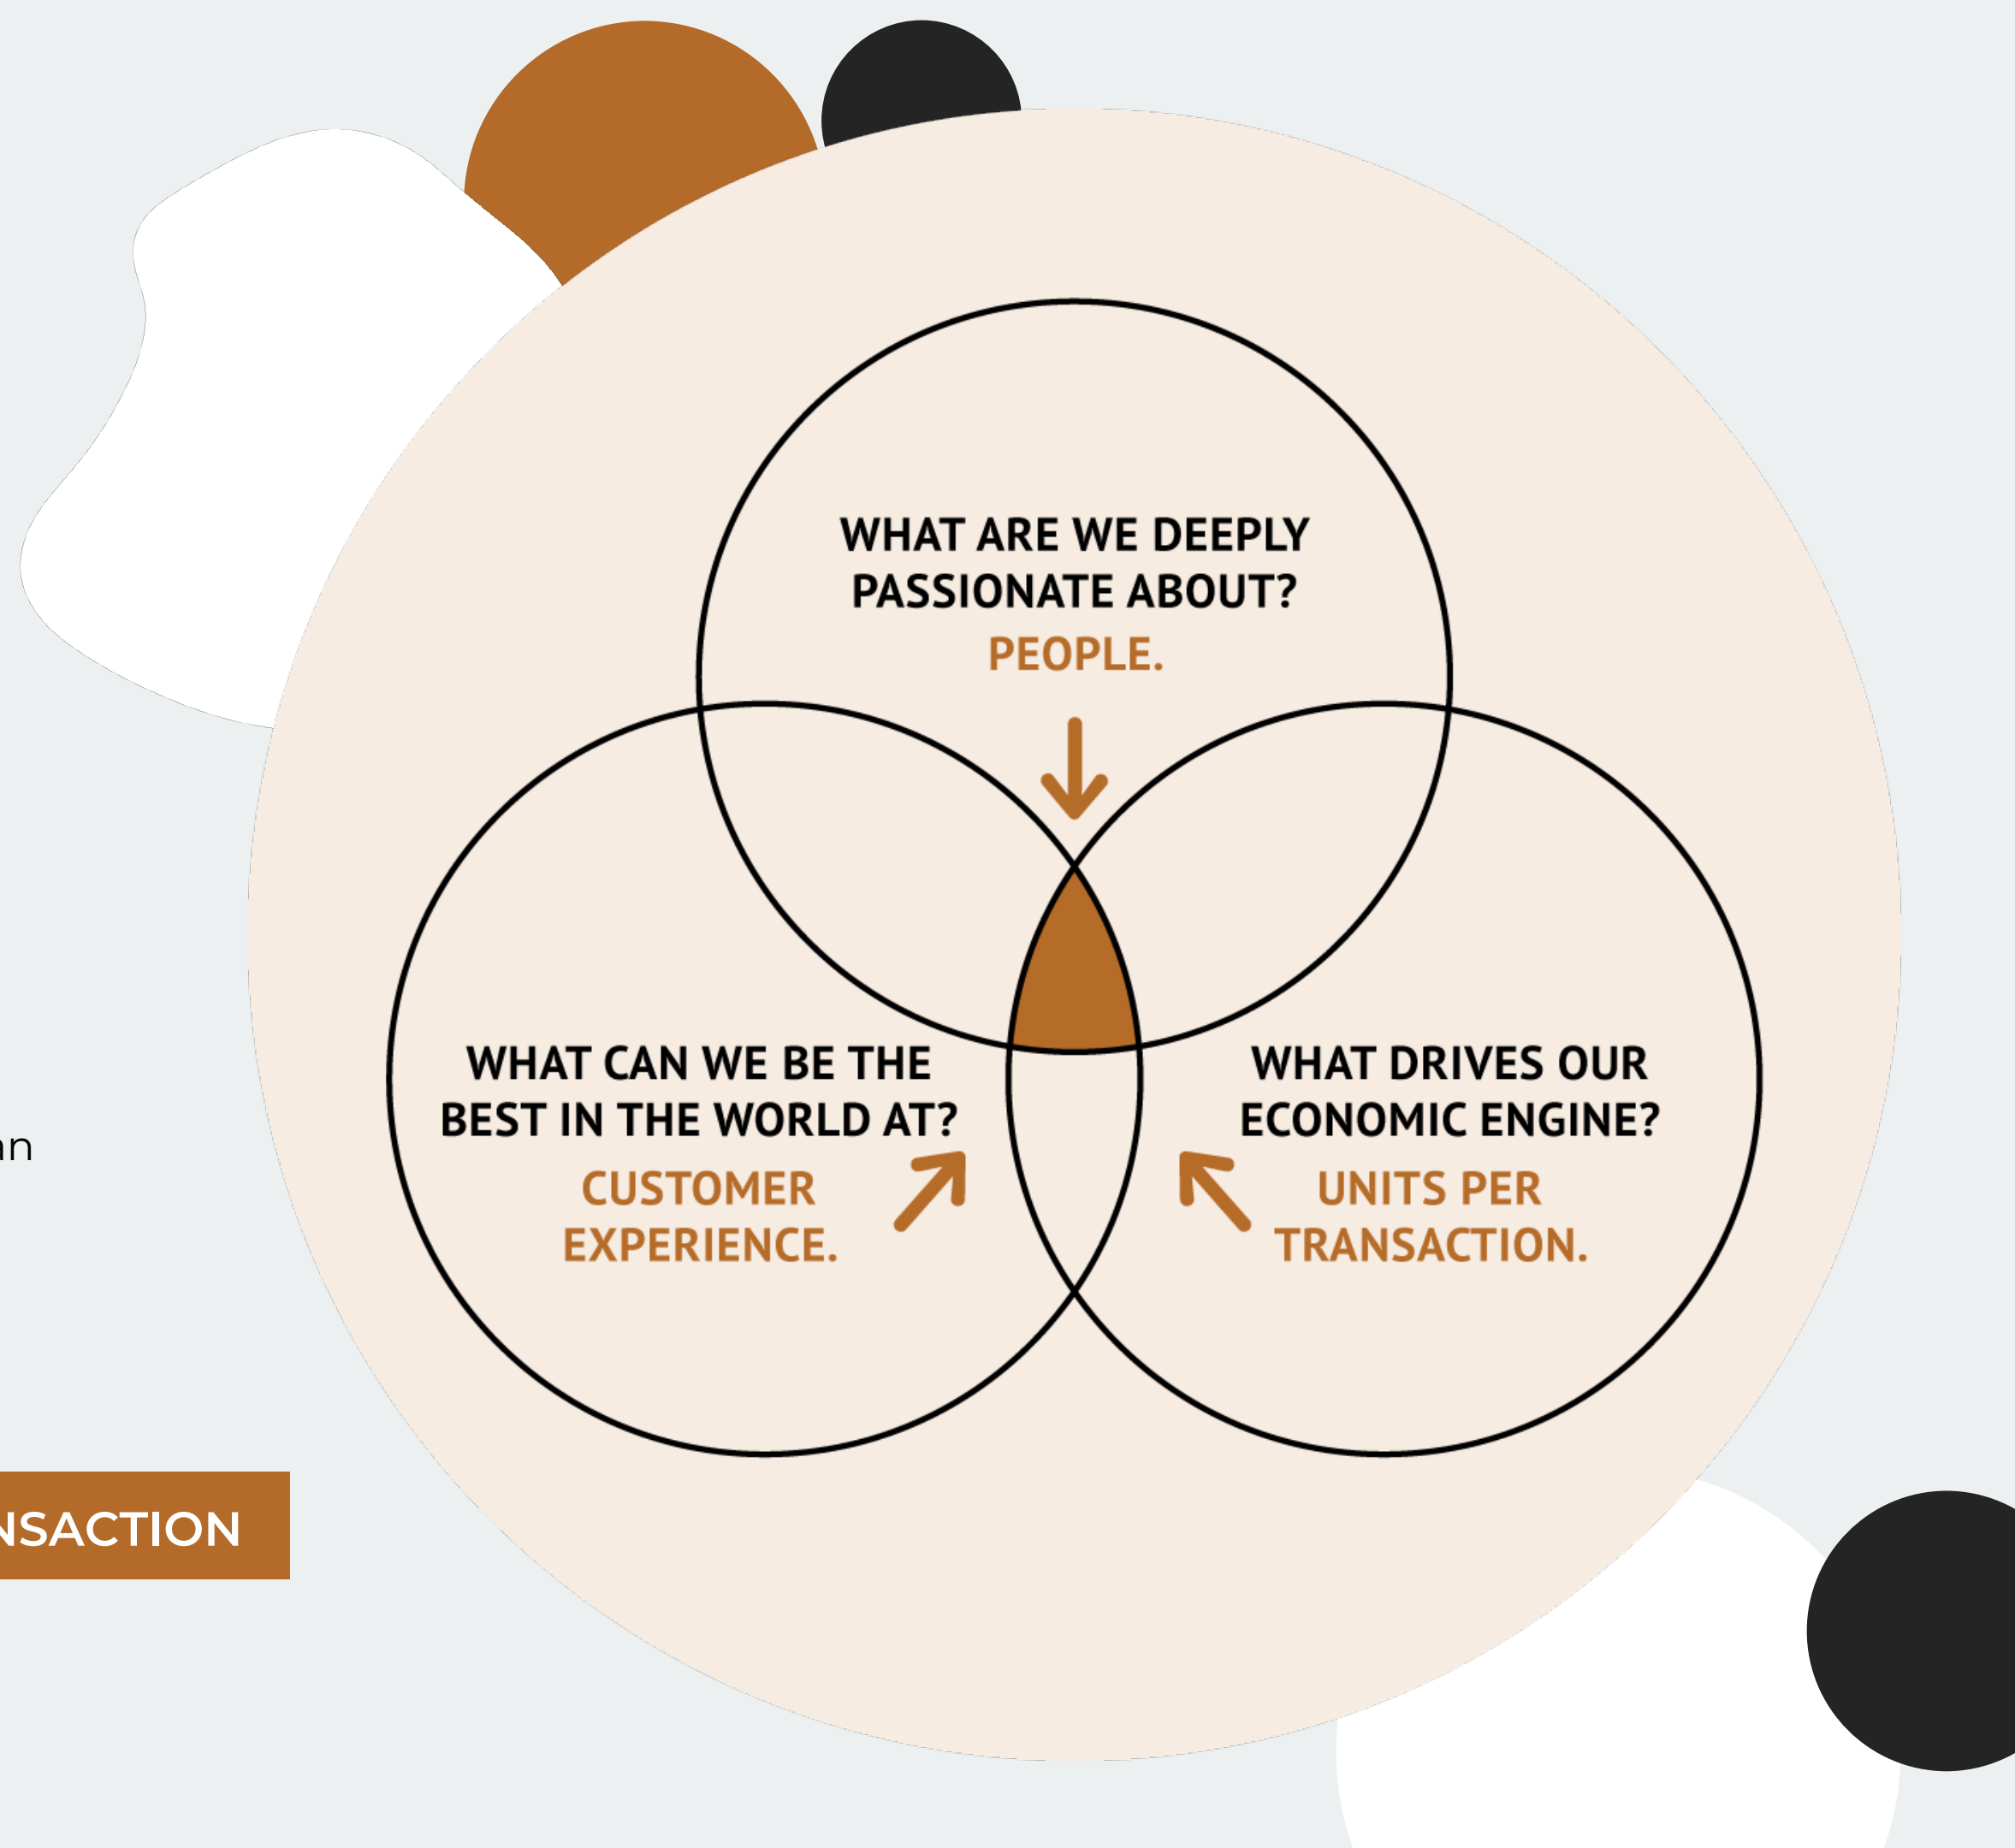 WHAT ARE WE DEEPLY
PASSIONATE ABOUT?
PEOPLE.
WHAT CAN WE BE THE
BEST IN THE WORLD AT?
CUSTOMER
EXPERIENCE.
WHAT DRIVES OUR
ECONOMIC ENGINE?
UNITS PER
TRANSACTION.
NSACTION